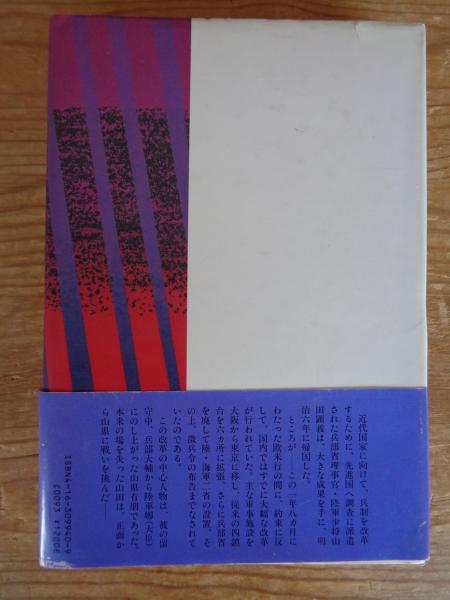 近代国家に向けて、兵制を改革
するために、先進国へ調査に派遣
された兵部省理事官・陸軍少将山
田顕義は、大きな成果を手に、明
治六年に帰国した。
ところが――この一年八カ月に
わたった欧米行の間に、約束に反
して、国内ではすでに大幅な改革
が行われていた。主な軍事施設を
大阪から東京に移し、従来の四鎮
台を六カ所に拡張、さらに兵部省
を廃して陸・海軍二省の設置、そ
の上、徴兵令の布告までなされて
いたのである。
この改革の中心人物は、彼の留
守中、兵部大輔から陸軍卿（大臣）
にのし上がった山県有朋であった。
本来の場を失った山田は、正面か
ら山県に戦いを挑んだ――
ISBN4-16-309940-9
C0093 ¥1200E